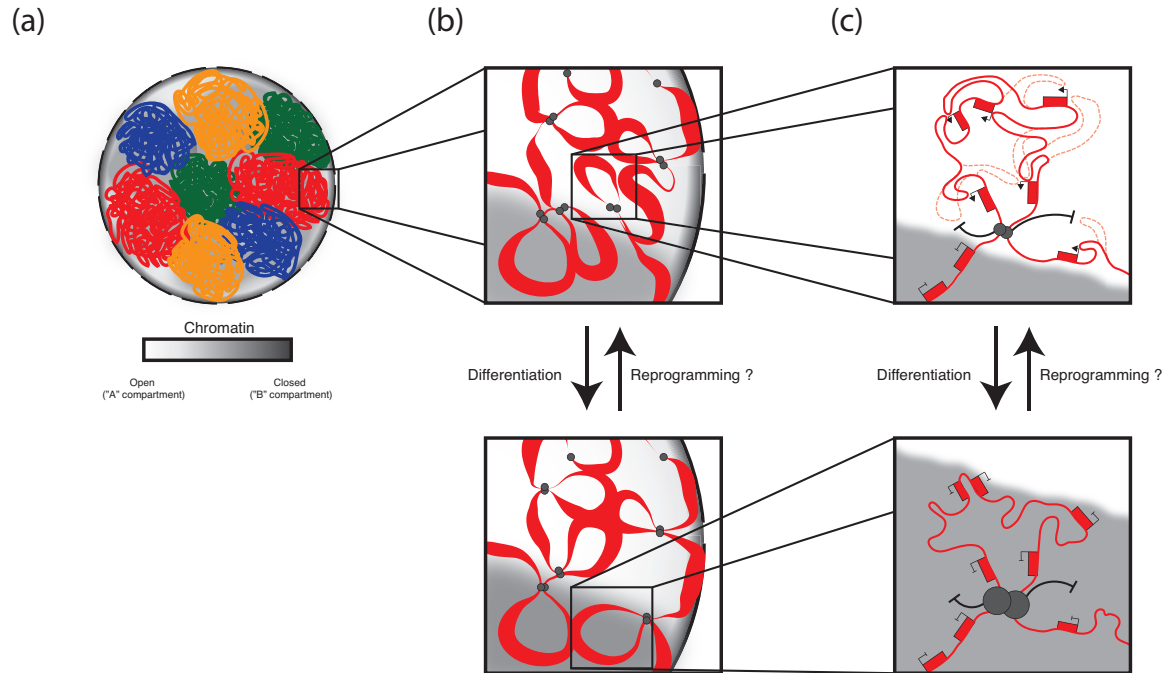 (a)
(b)
(c)
Chromatin
Open
("A" compartment)
Closed
("B" compartment)
Differentiation
Reprogramming ?
Differentiation
Reprogramming ?